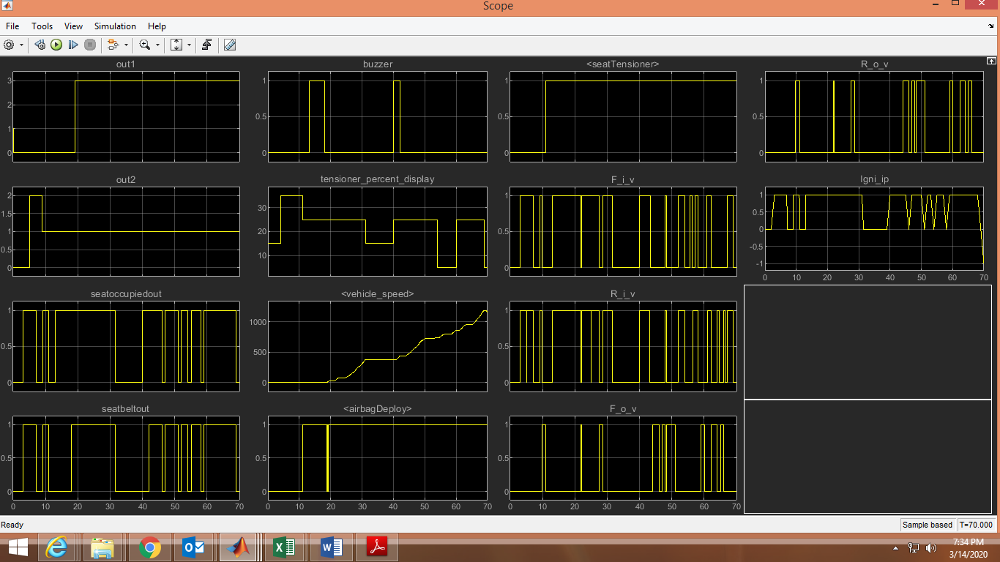 Scope
File Tools View Simulation Help
out1
3
2
1
0
buzzer
1
0.5
0
<seatTensioner>
1
0.5
0
R_o_v
1
0.5
0
out2
2
1.5
1
0.5
0
tensioner_percent_display
30
20
10
F_i_v
1
0.5
0
Igni_ip
1
0.5
0
-0.5
-1
0 10 20 30 40 50 60 70
seatoccupiedout
1
0.5
0
<vehicle_speed>
1000
500
0
R_i_v
1
0.5
0
seatbeltout
1
0.5
0
0 10 20 30 40 50 60 70
<airbagDeploy>
1
0.5
0
0 10 20 30 40 50 60 70
F_o_v
1
0.5
0
0 10 20 30 40 50 60 70
Ready
Sample based T=70.000
7:34 PM
3/14/2020